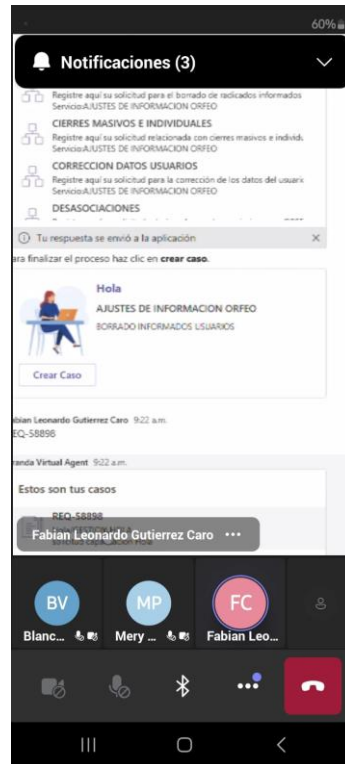 60%
Notificaciones (3)
Registre aquí su solicitud para el borrado de radicados informados
Servicio:AJUSTES DE INFORMACION ORFEO
CIERRES MASIVOS E INDIVIDUALES
Registre aquí su solicitud relacionada con cierres masivos e individu
Servicio:AJUSTES DE INFORMACION ORFEO
CORRECCION DATOS USUARIOS
Registre aquí su solicitud para la corrección de los datos del usuari
Servicio:AJUSTES DE INFORMACION ORFEO
DESASOCIACIONES
Tu respuesta se envió a la aplicación
ara finalizar el proceso haz clic en crear caso.
Hola
AJUSTES DE INFORMACION ORFEO
BORRADO INFORMADOS USUARIOS
Crear Caso
abian Leonardo Gutierrez Caro 9:22 a.m.
EQ-58898
randa Virtual Agent 9:22 a.m.
Estos son tus casos
REQ-58898
Fabian Leonardo Gutierrez Caro
BV
MP
FC
Blanc...
Mery ...
Fabian Leo...